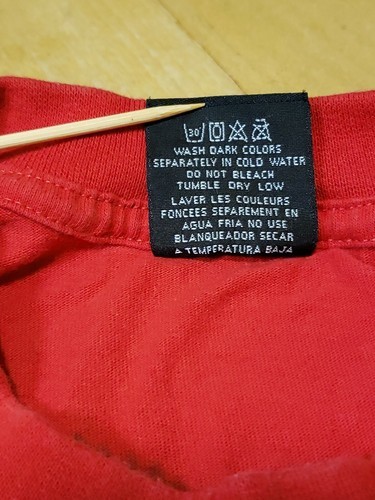 30
WASH DARK COLORS
SEPARATELY IN COLD WATER
DO NOT BLEACH
TUMBLE DRY LOW
LAVER LES COULEURS
FONCEES SEPAREMENT EN
AGUA FRIA NO USE
BLANQUEADOR SECAR
A TEMPERATURA BAJA